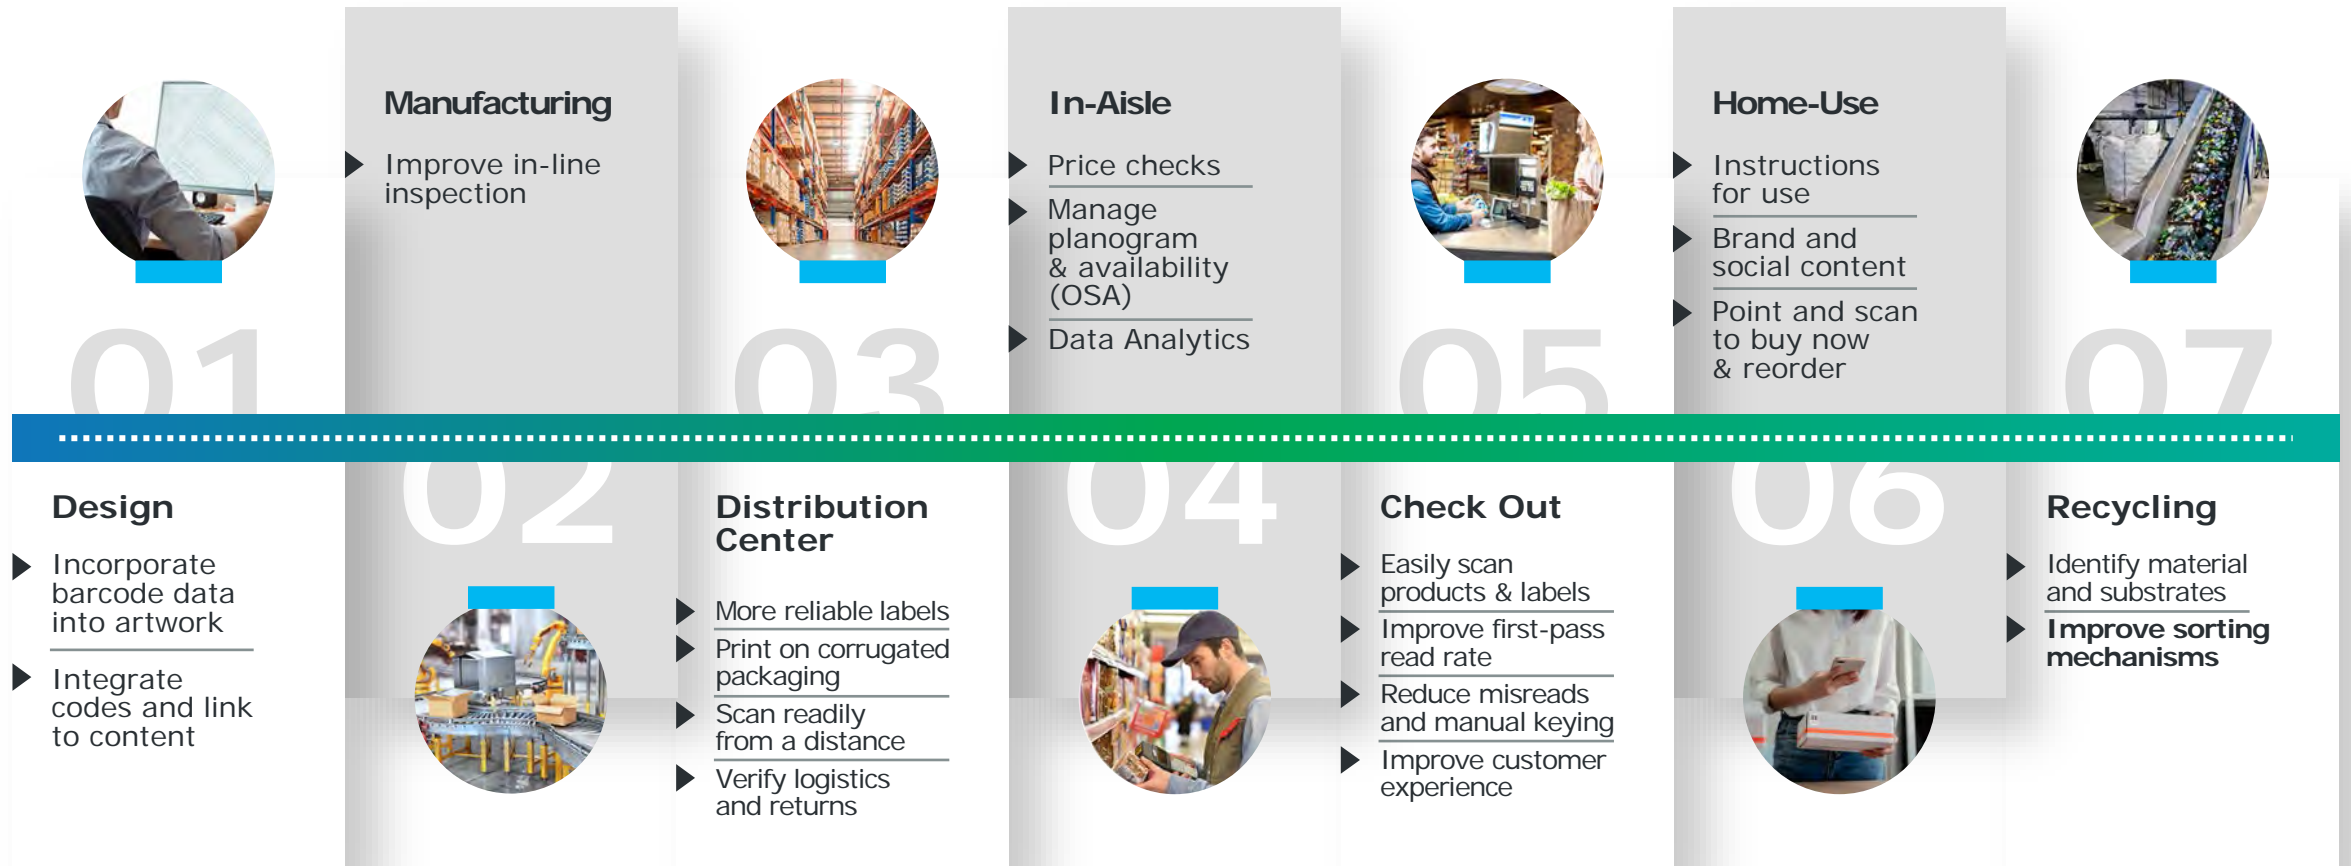 01
Design
Incorporate
barcode data
into artwork
Integrate
codes and link
to content
Manufacturing
Improve in-line
inspection
02
03
Distribution
Center
More reliable labels
Print on corrugated
packaging
Scan readily
from a distance
Verify logistics
and returns
In-Aisle
Price checks
Manage
planogram
& availability
(OSA)
Data Analytics
04
05
Check Out
Easily scan
products & labels
Improve first-pass
read rate
Reduce misreads
and manual keying
Improve customer
experience
Home-Use
Instructions
for use
Brand and
social content
Point and scan
to buy now
& reorder
06
07
Recycling
Identify material
and substrates
Improve sorting
mechanisms